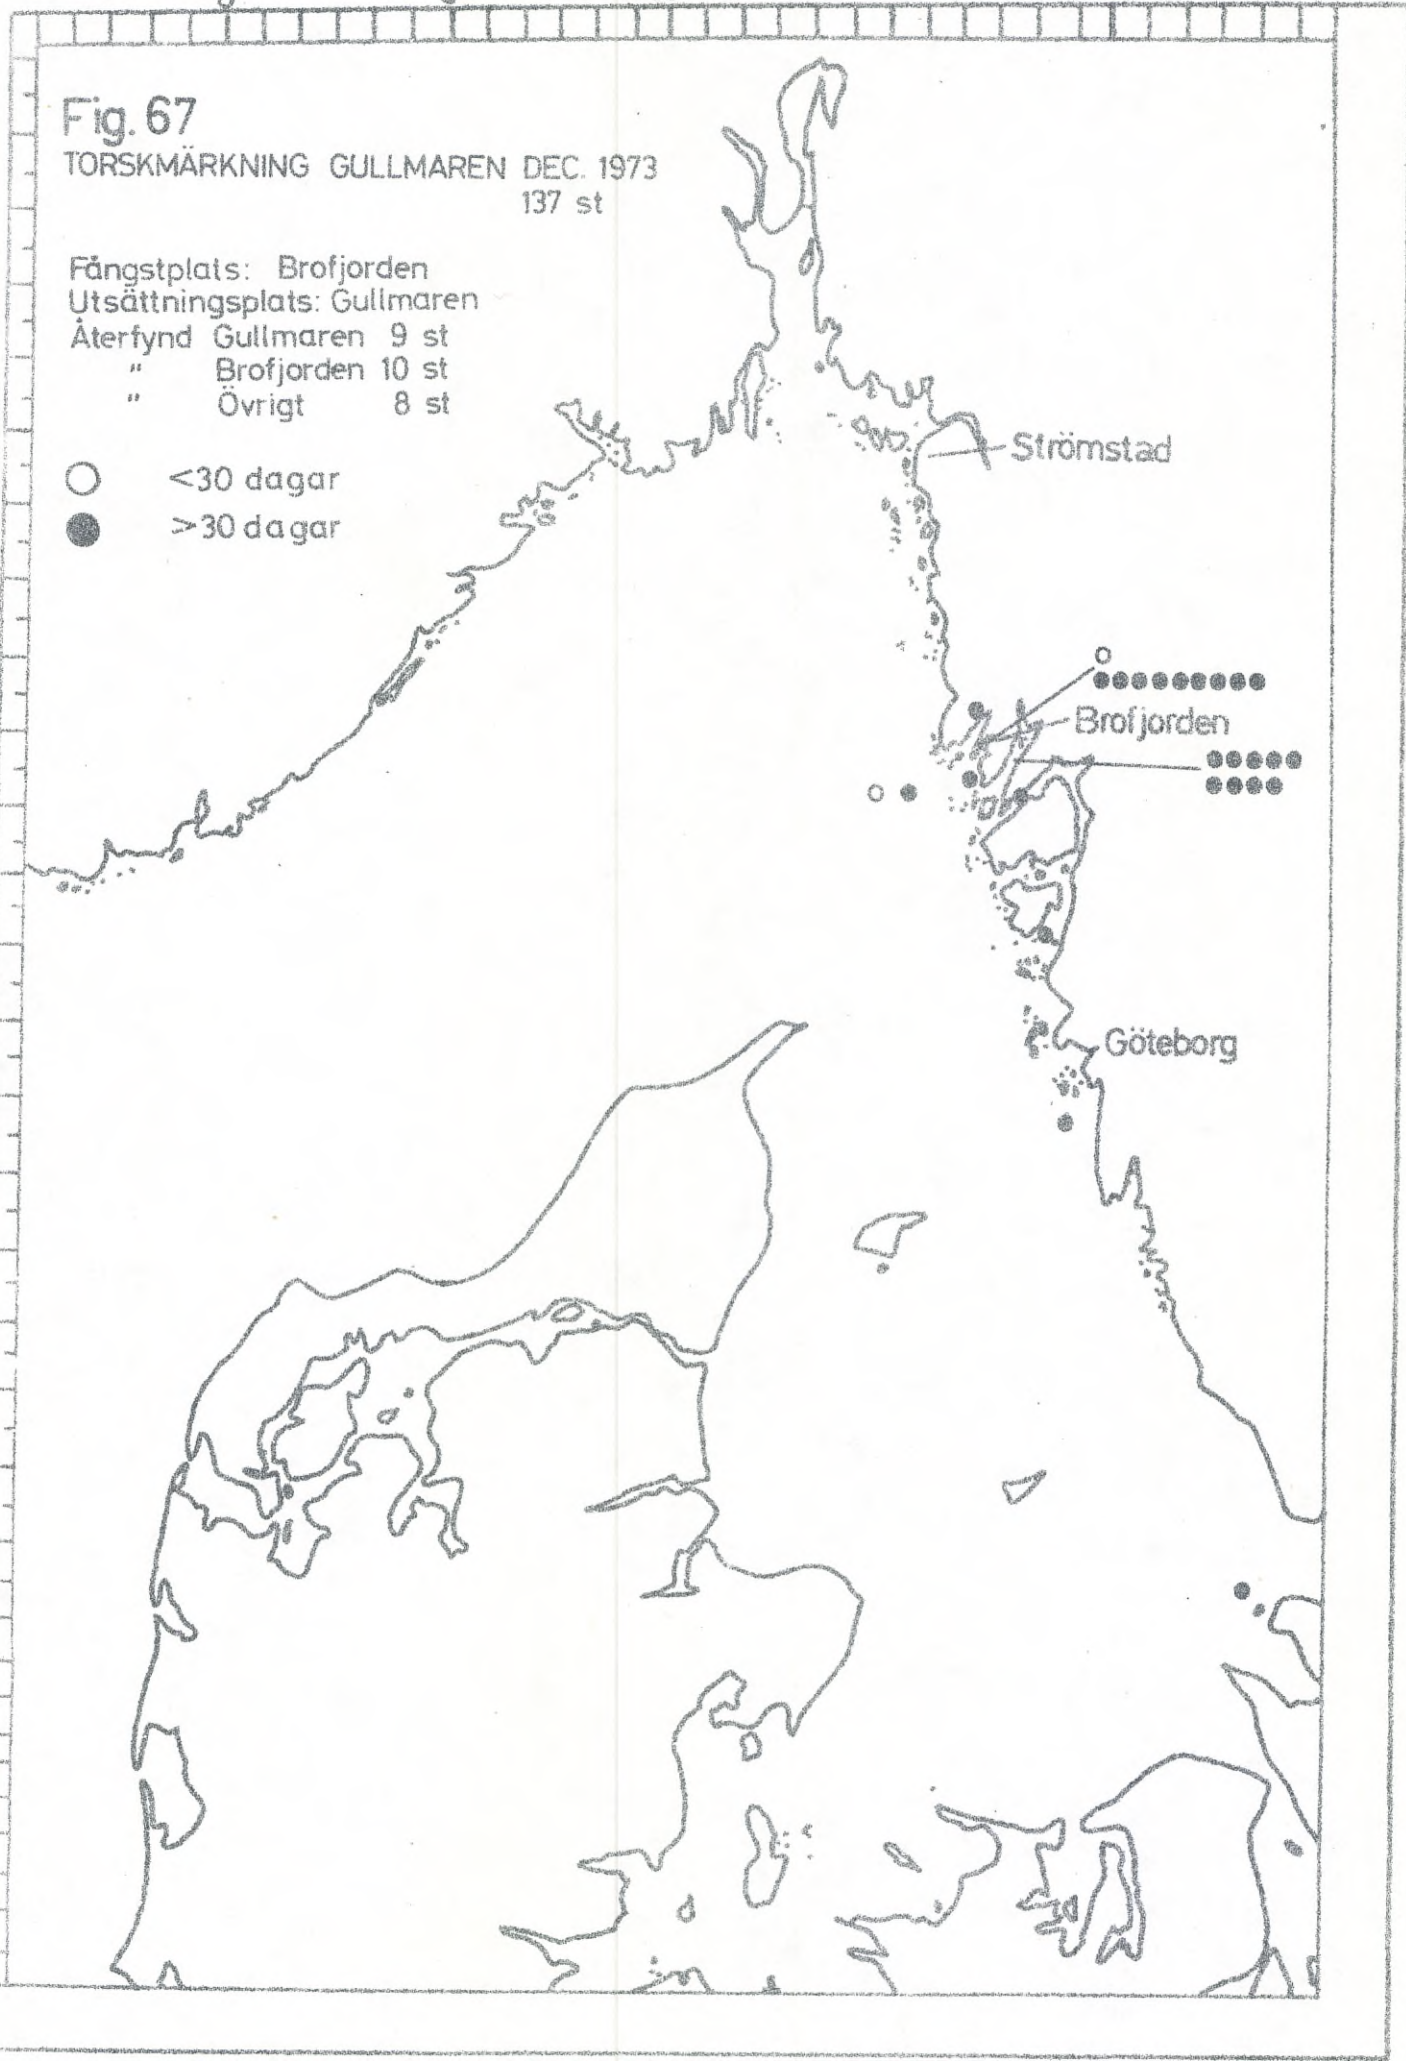 Fig. 67
TORSKMÄRKNING GULLMAREN DEC. 1973
137 st
Fångstplats: Brofjorden
Utsättningsplats: Gullmaren
Återfynd Gullmaren 9 st
" Brofjorden 10 st
" Övrigt 8 st
<30 dagar
>30 dagar
Strömstad
Brofjorden
Göteborg